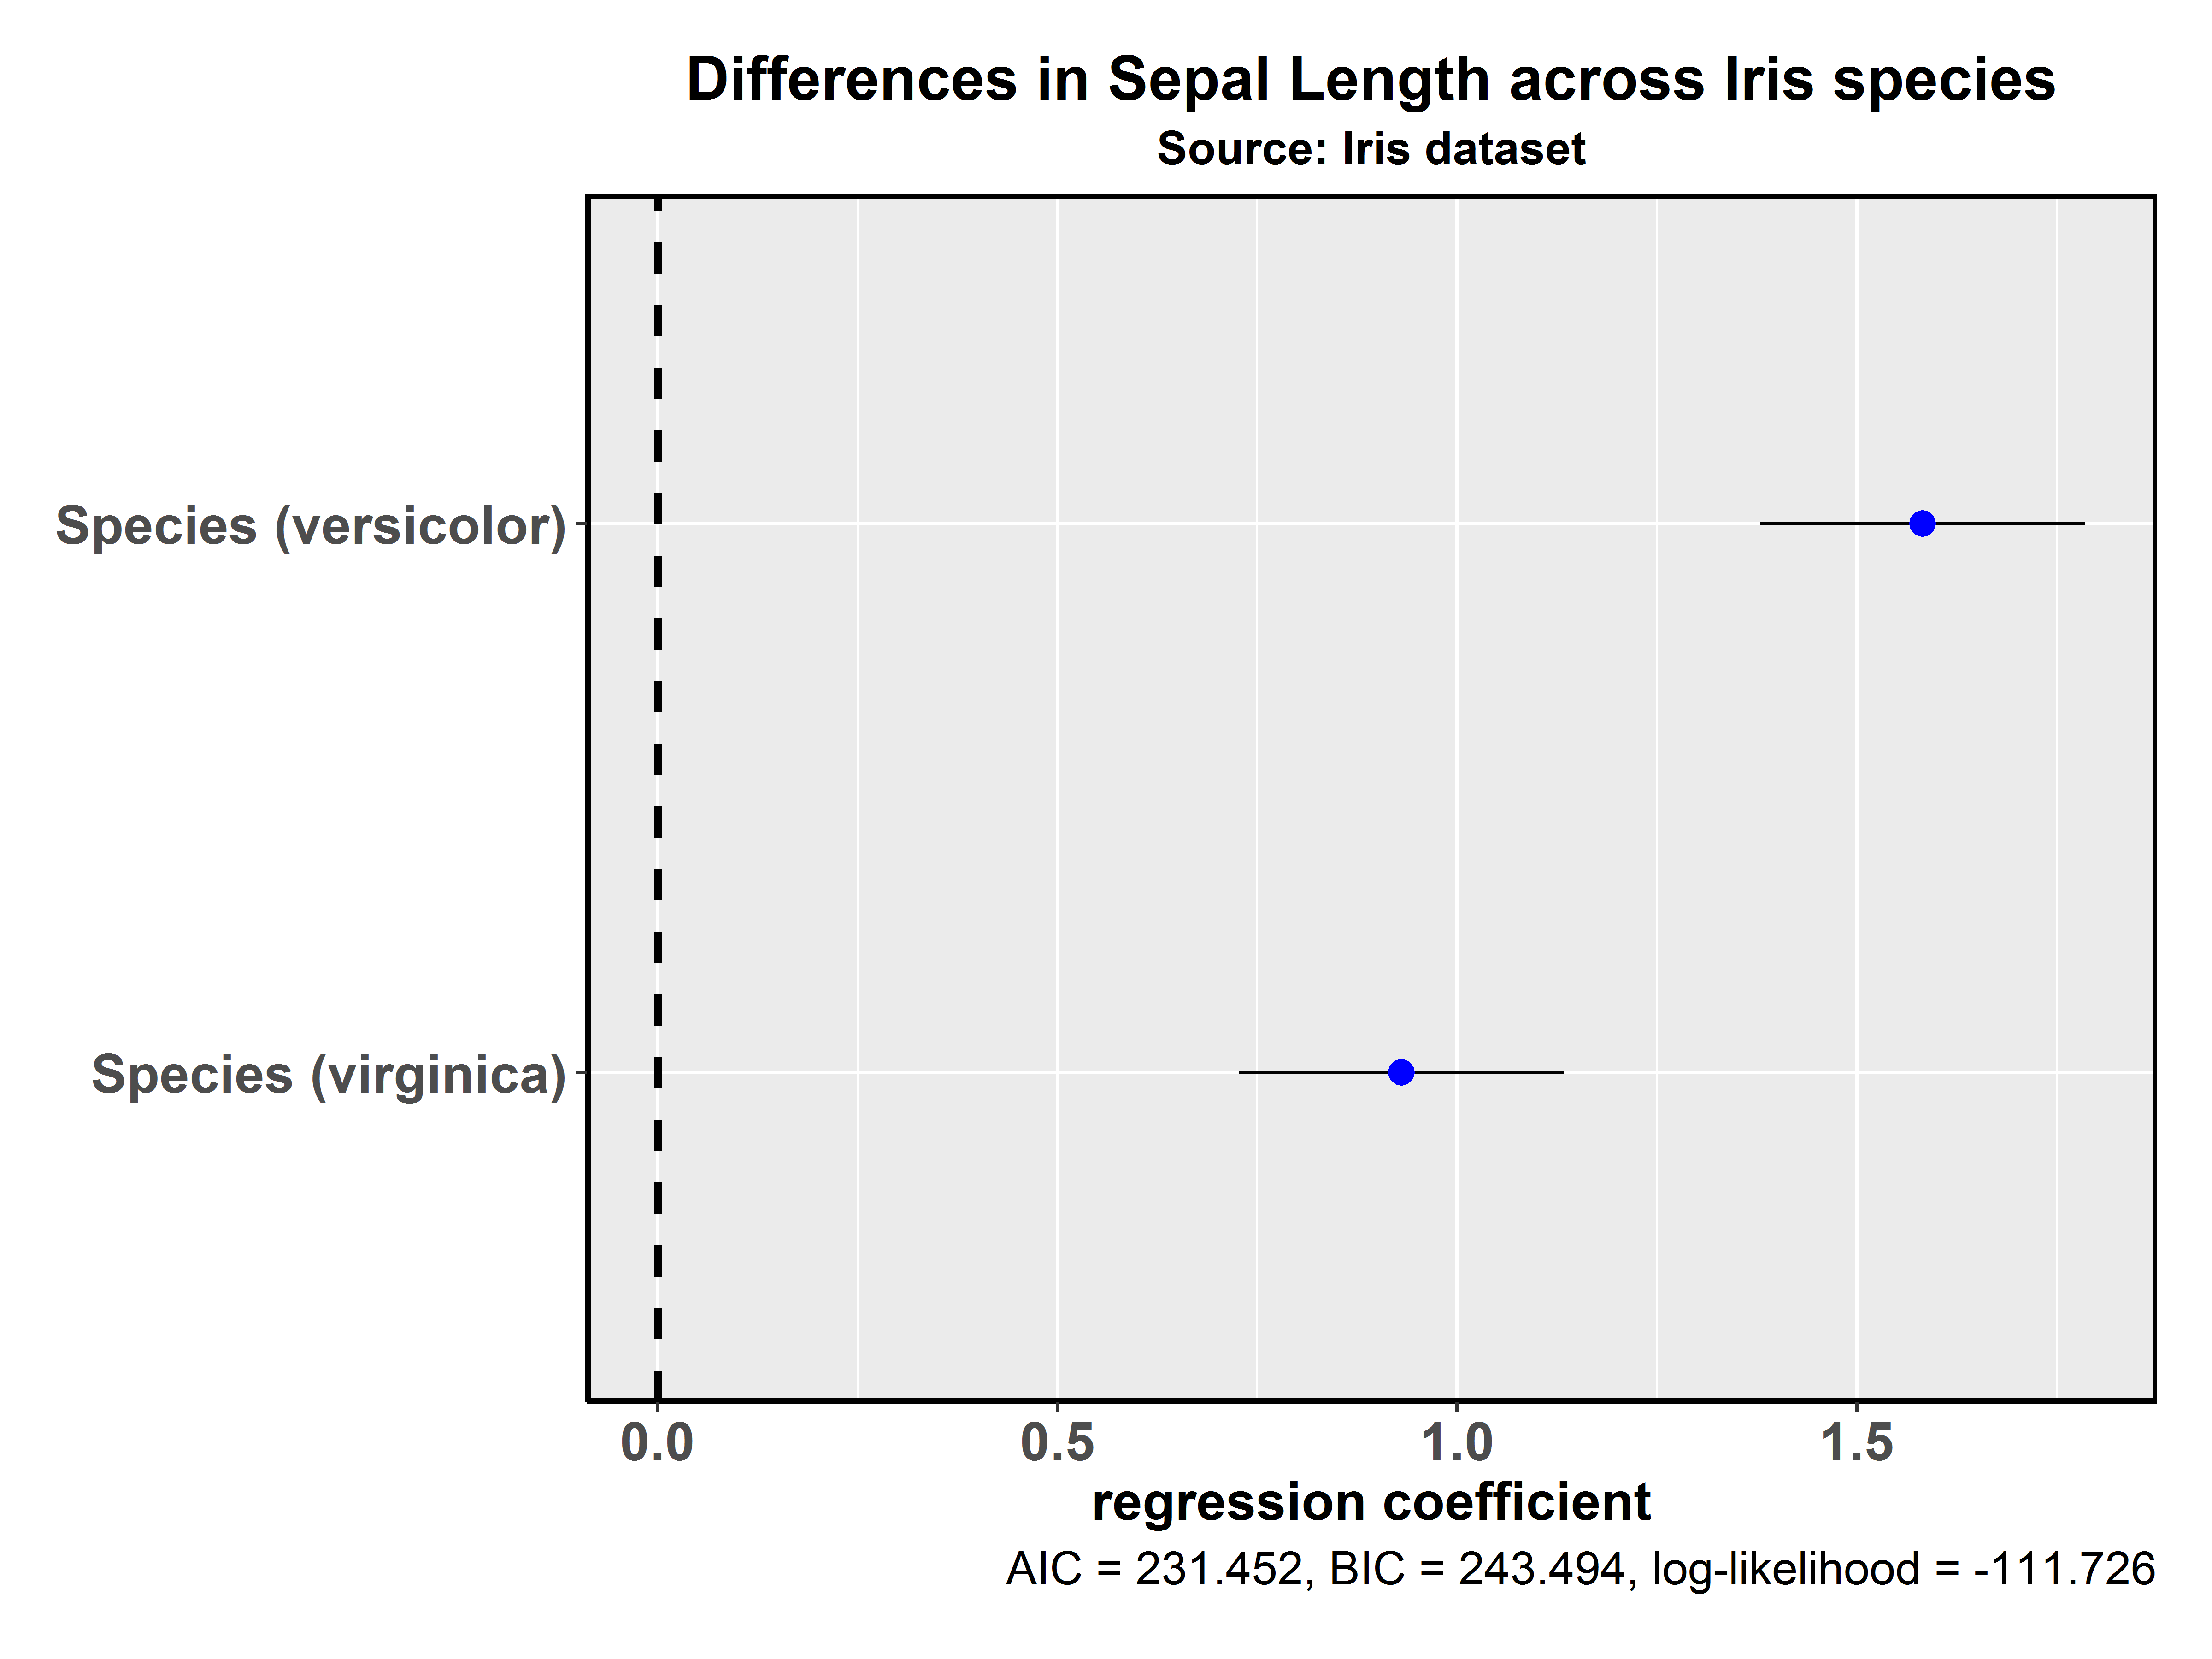 Differences in Sepal Length across Iris species
Source: Iris dataset
Species (versicolor)
Species (virginica)
0.0 0.5 1.0 1.5
regression coefficient
AIC = 231.452, BIC = 243.494, log-likelihood = -111.726